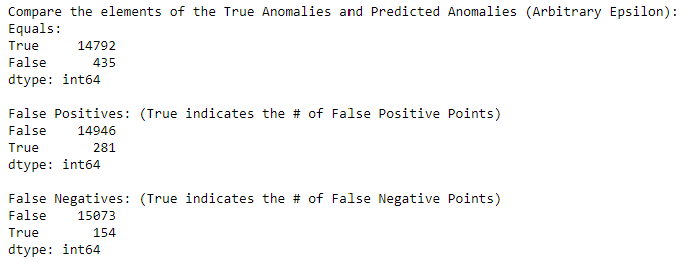 Compare the elements of the True Anomalies and Predicted Anomalies (Arbitrary Epsilon):
Equals:
True     14792
False      435
dtype: int64

False Positives: (True indicates the # of False Positive Points)
False    14946
True       281
dtype: int64

False Negatives: (True indicates the # of False Negative Points)
False    15073
True       154
dtype: int64